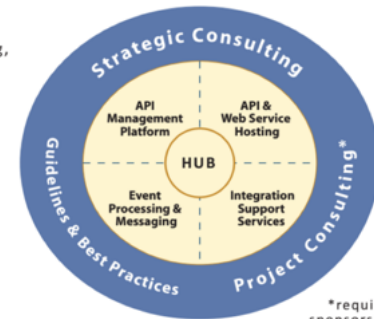 g,
Strategic Consulting
API
Management
Platform
API &
Web Service
Hosting
HUB
Event
Processing &
Messaging
Integration
Support
Services
Guidelines & Best Practices
Project Consulting*
*requi
sponsors